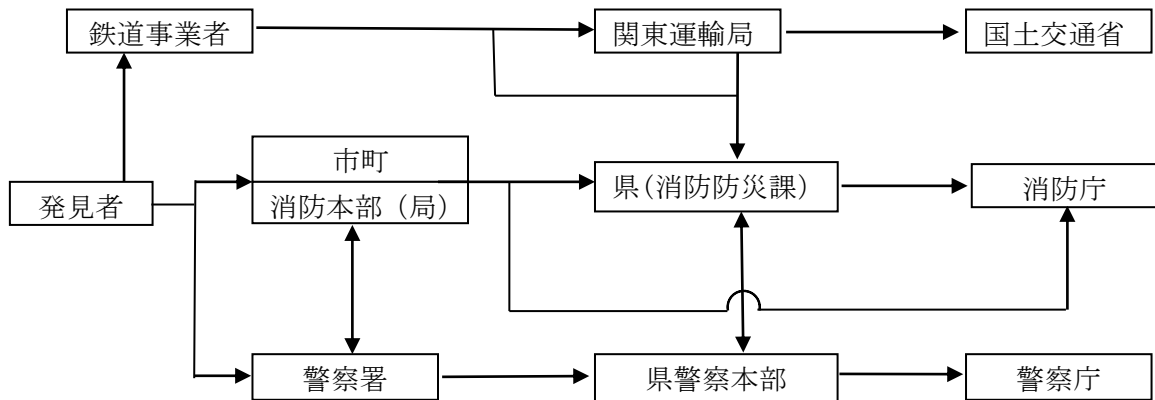 鉄道事業者
関東運輸局
国土交通省
市町
消防本部（局）
発見者
県(消防防災課)
消防庁
警察署
県警察本部
警察庁